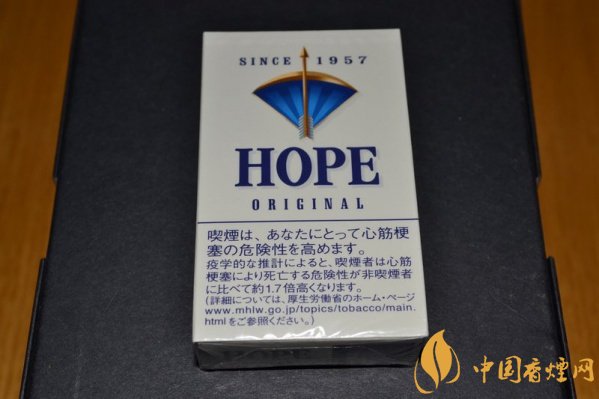 SINCE 1957
HOPE
ORIGINAL
喫煙は、あなたにとって心筋梗
塞の危険性を高めます。
疫学的な推計によると、喫煙者は心筋
梗塞により死亡する危険性が非喫煙者
に比べて約1.7倍高くなります。
(詳細については、厚生労働省のホーム・ページ
www.mhlw.go.jp/topics/tobacco/main.
htmlをご参照ください。)
中国香煙网